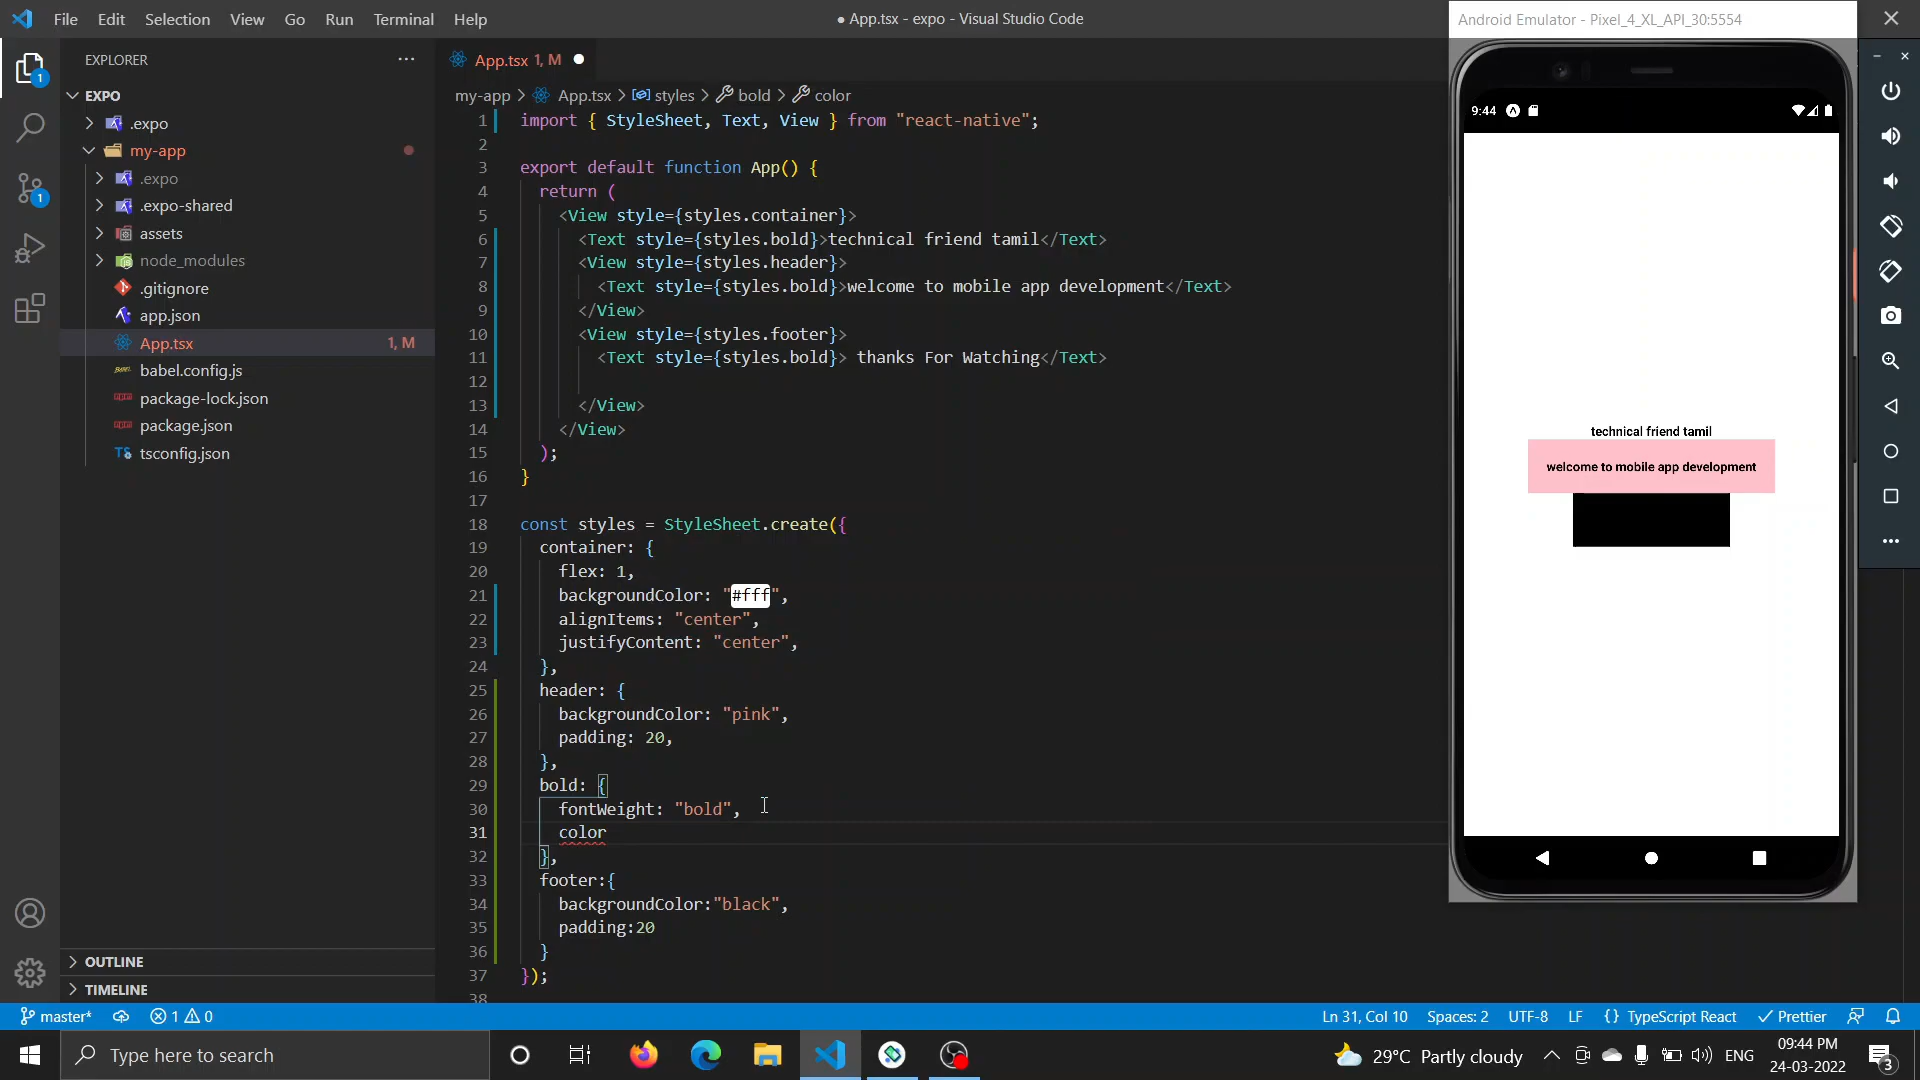 File Edit Selection View Go Run Terminal Help
● App.tsx - expo - Visual Studio Code
Android Emulator - Pixel_4_XL_API_30:5554
EXPLORER
EXPO
.expo
my-app
.expo
.expo-shared
assets
node_modules
.gitignore
app.json
App.tsx 1, M
babel.config.js
package-lock.json
package.json
tsconfig.json
OUTLINE
TIMELINE
App.tsx 1, M
my-app > App.tsx > styles > bold > color
1 import { StyleSheet, Text, View } from "react-native";
2
3 export default function App() {
4 return (
5 <View style={styles.container}>
6 <Text style={styles.bold}>technical friend tamil</Text>
7 <View style={styles.header}>
8 <Text style={styles.bold}>welcome to mobile app development</Text>
9 </View>
10 <View style={styles.footer}>
11 <Text style={styles.bold}> thanks For Watching</Text>
12
13 </View>
14 </View>
15 );
16 }
17
18 const styles = StyleSheet.create({
19 container: {
20 flex: 1,
21 backgroundColor: "#fff",
22 alignItems: "center",
23 justifyContent: "center",
24 },
25 header: {
26 backgroundColor: "pink",
27 padding: 20,
28 },
29 bold: {
30 fontWeight: "bold",
31 color
32 },
33 footer:{
34 backgroundColor:"black",
35 padding:20
36 }
37 });
38
9:44
technical friend tamil
welcome to mobile app development
master* 1 0
Ln 31, Col 10 Spaces: 2 UTF-8 LF {} TypeScript React Prettier
Type here to search
29°C Partly cloudy
ENG
09:44 PM
24-03-2022
3
1
1